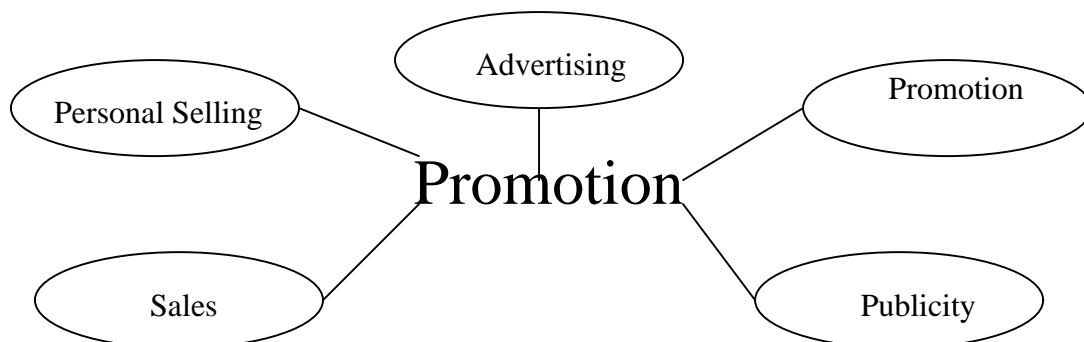 Advertising
Personal Selling
Promotion
Promotion
Sales
Publicity